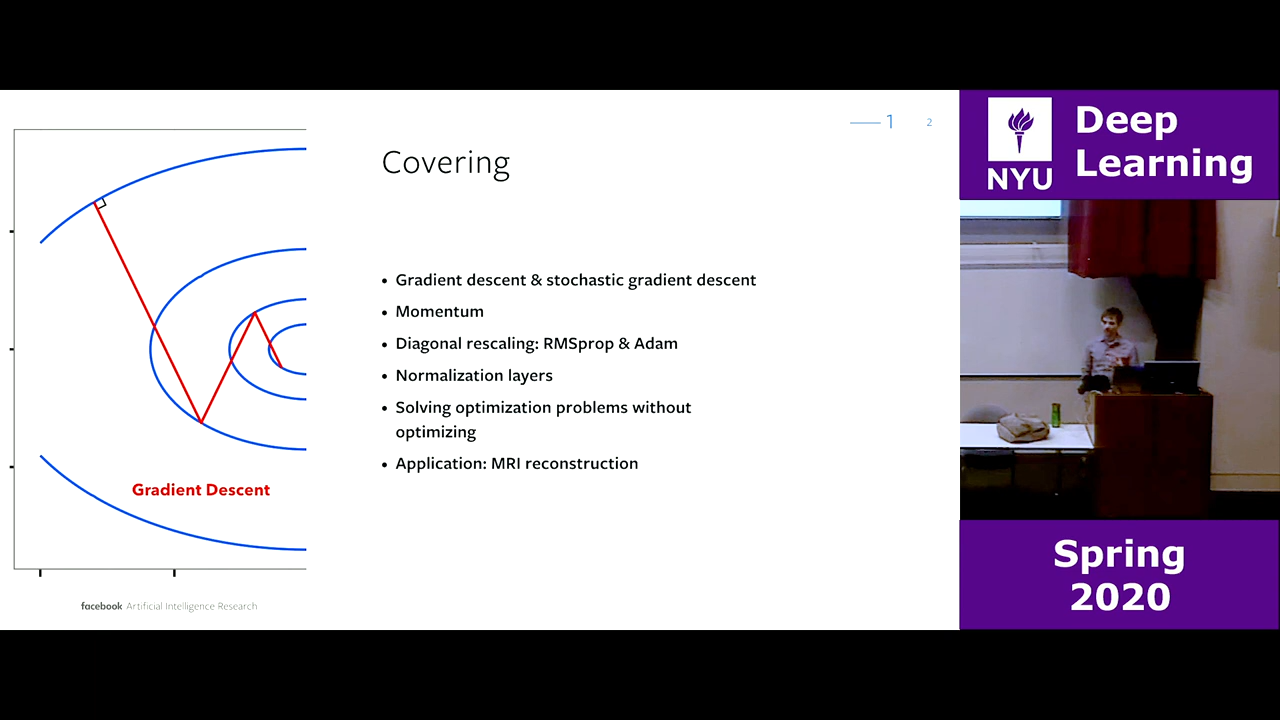 1 2
Covering
• Gradient descent & stochastic gradient descent
• Momentum
• Diagonal rescaling: RMSprop & Adam
• Normalization layers
• Solving optimization problems without
optimizing
• Application: MRI reconstruction
Gradient Descent
facebook Artificial Intelligence Research
NYU
Deep
Learning
Spring
2020